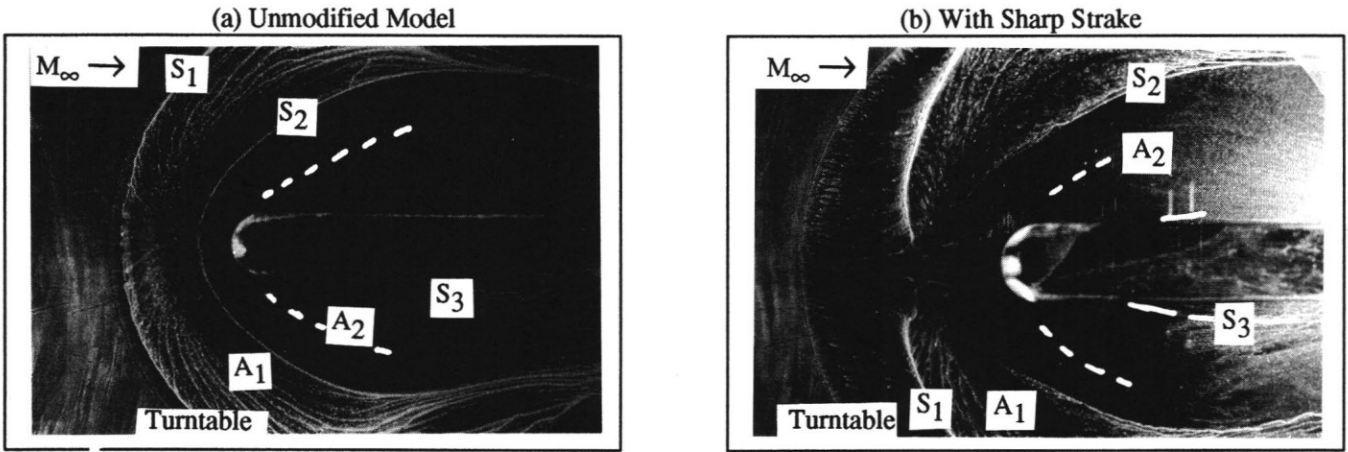 (a) Unmodified Model
M∞ →
S1
S2
A2
S3
A1
Turntable
(b) With Sharp Strake
M∞ →
S2
A2
S3
S1
A1
Turntable